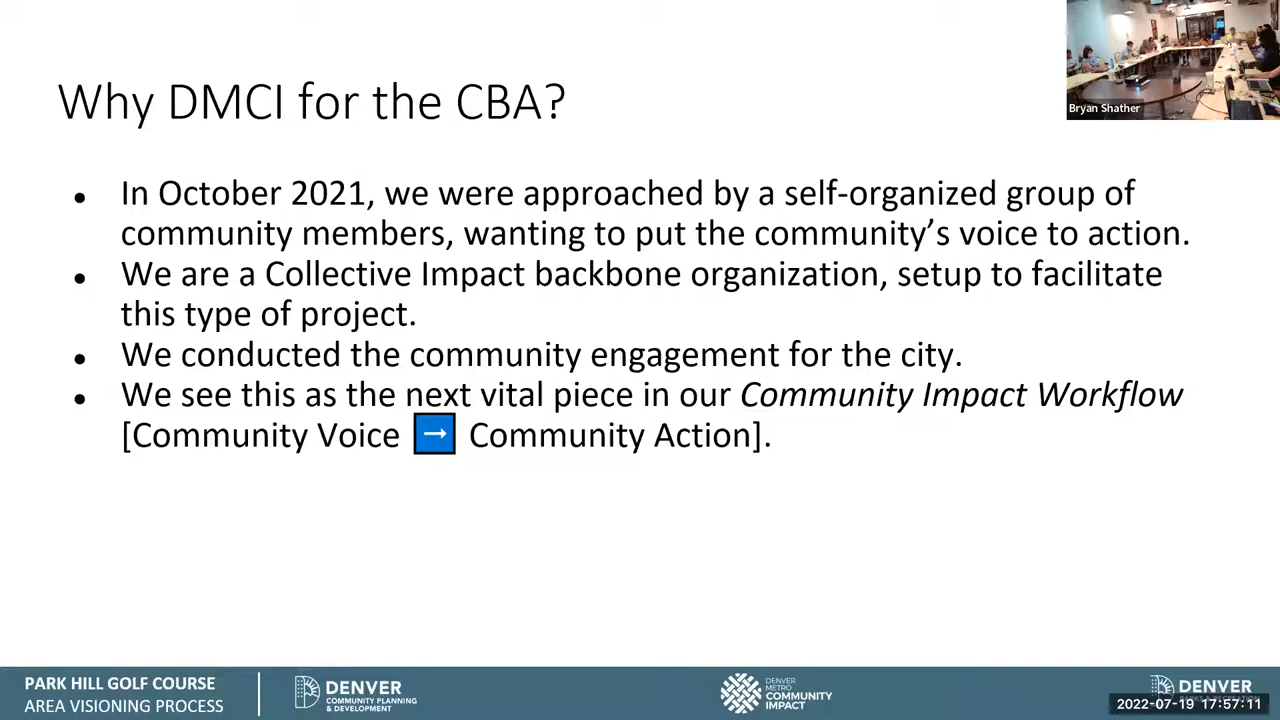 Why DMCI for the CBA?
Bryan Shather
• In October 2021, we were approached by a self-organized group of
community members, wanting to put the community's voice to action.
• We are a Collective Impact backbone organization, setup to facilitate
this type of project.
• We conducted the community engagement for the city.
• We see this as the next vital piece in our Community Impact Workflow
[Community Voice → Community Action].
PARK HILL GOLF COURSE
AREA VISIONING PROCESS
DENVER
COMMUNITY PLANNING
& DEVELOPMENT
DENVER
METRO
COMMUNITY
IMPACT
DENVER
2022-07-19 17:57:11